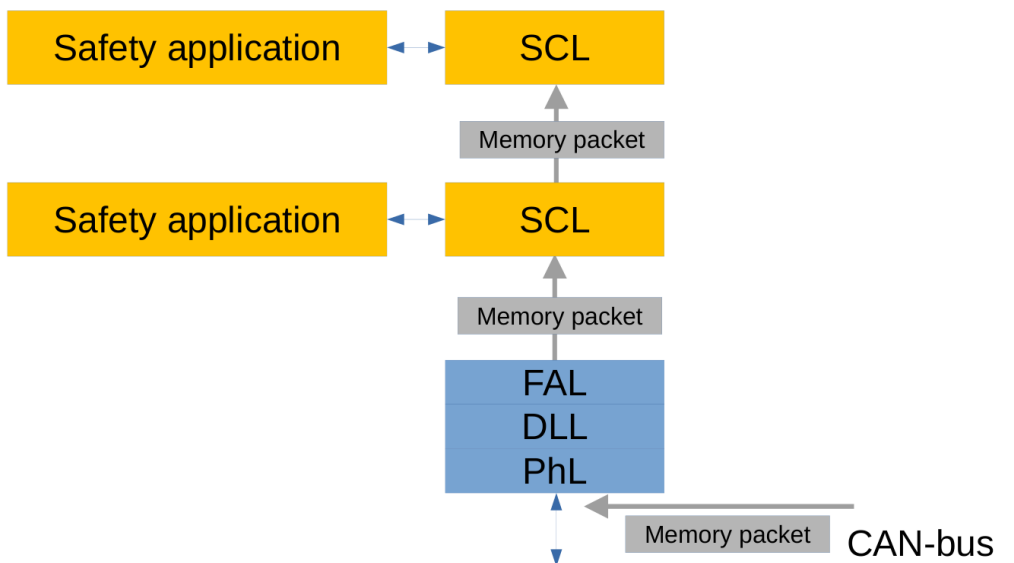 Safety application
SCL
Memory packet
Safety application
SCL
Memory packet
FAL
DLL
PhL
Memory packet
CAN-bus